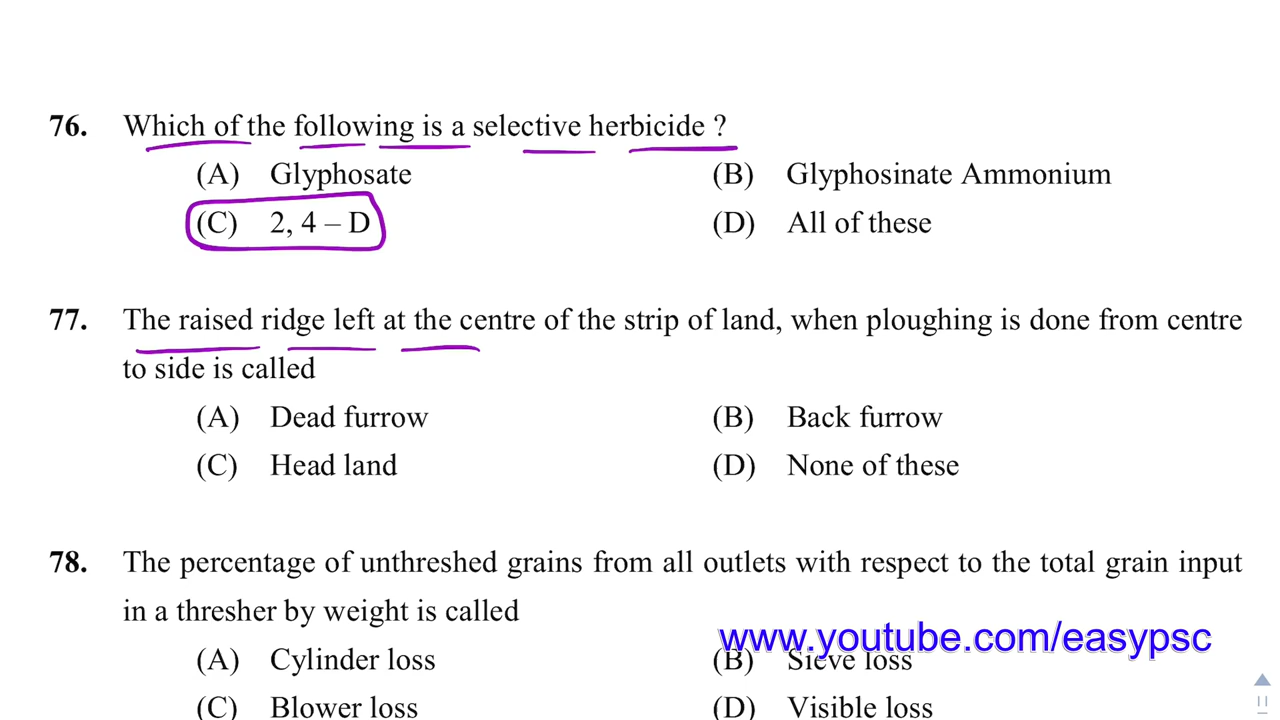 76. Which of the following is a selective herbicide ?
(A) Glyphosate (B) Glyphosinate Ammonium
(C) 2, 4 – D (D) All of these
77. The raised ridge left at the centre of the strip of land, when ploughing is done from centre
to side is called
(A) Dead furrow (B) Back furrow
(C) Head land (D) None of these
78. The percentage of unthreshed grains from all outlets with respect to the total grain input
in a thresher by weight is called
www.youtube.com/easypsc
(A) Cylinder loss (B) Sieve loss
(C) Blower loss (D) Visible loss